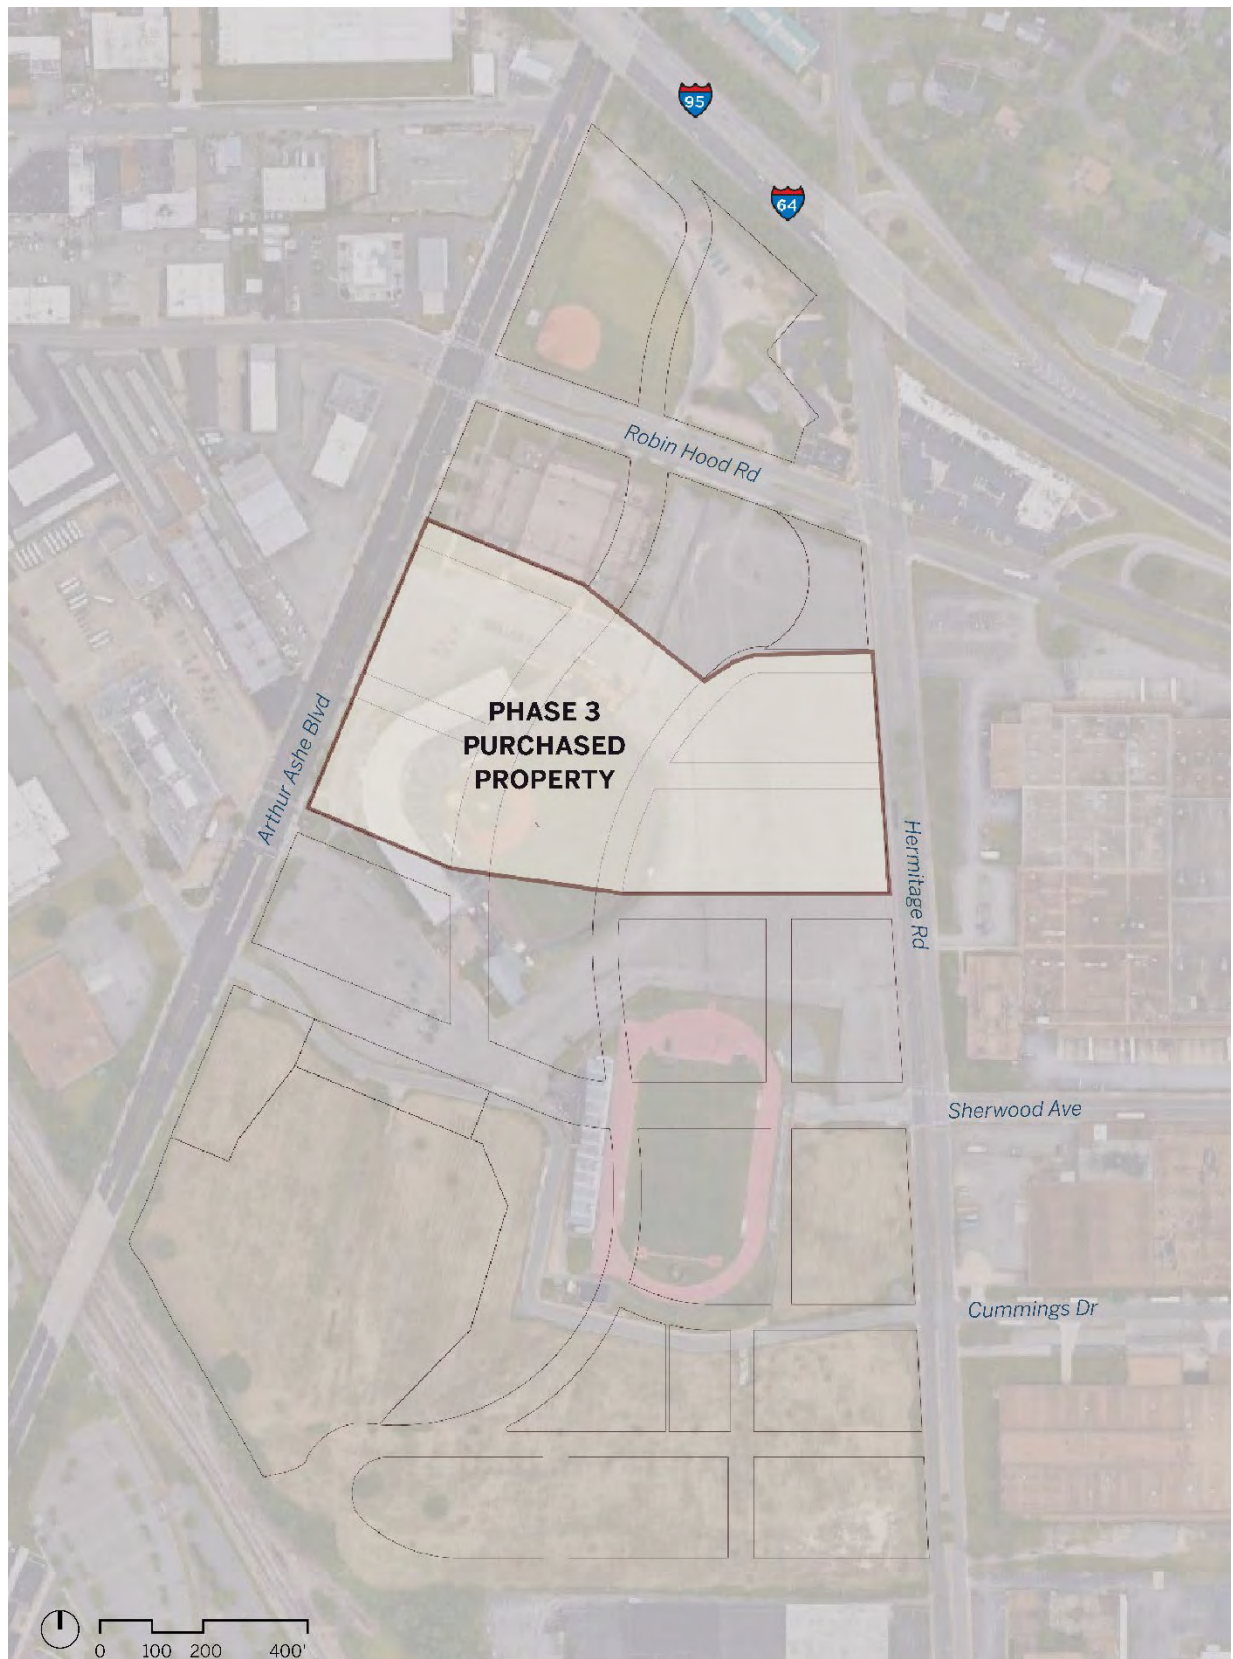 95
64
Robin Hood Rd
PHASE 3
PURCHASED
PROPERTY
Arthur Ashe Blvd
Hermitage Rd
Sherwood Ave
Cummings Dr
0 100 200 400'